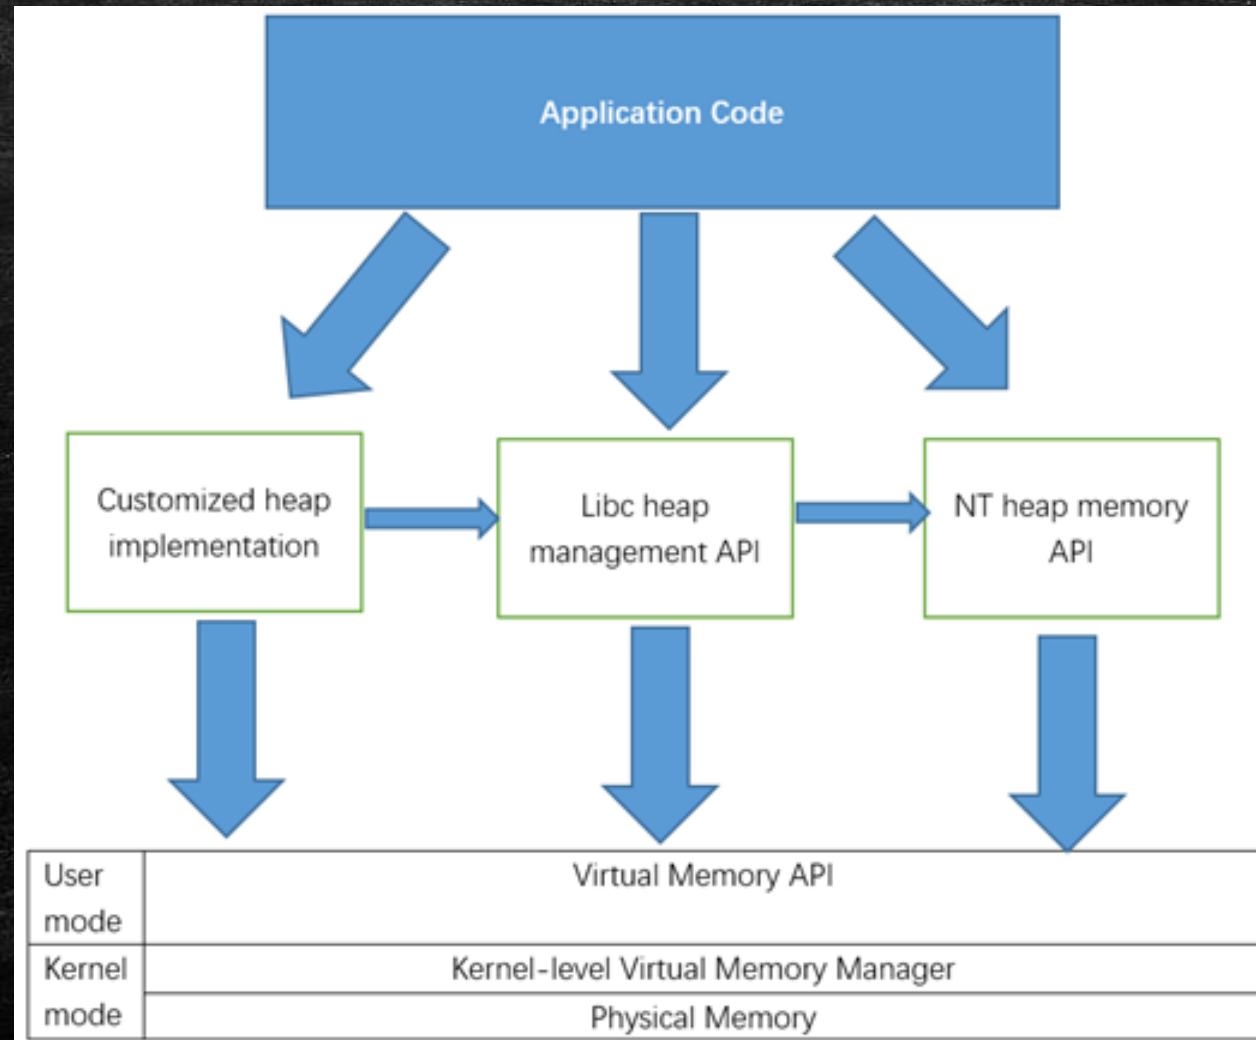 Application Code
Customized heap
implementation
Libc heap
management API
NT heap memory
API
User
mode
Virtual Memory API
Kernel
mode
Kernel-level Virtual Memory Manager
Physical Memory